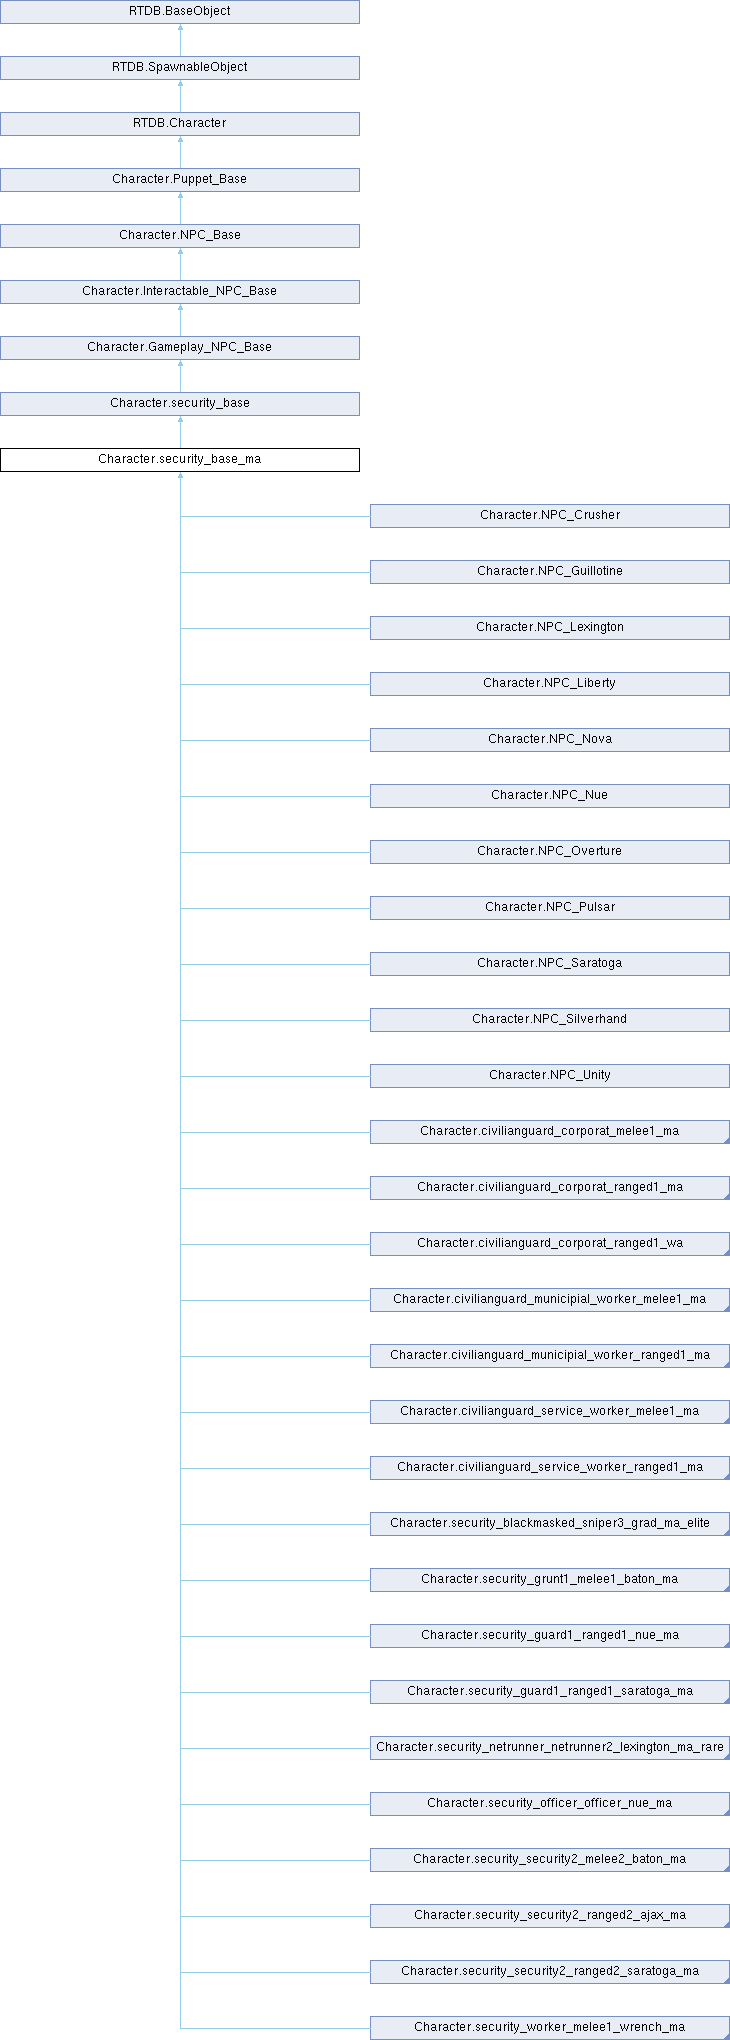 RTDB.BaseObject
RTDB.SpawnableObject
RTDB.Character
Character.Puppet_Base
Character.NPC_Base
Character.Interactable_NPC_Base
Character.Gameplay_NPC_Base
Character.security_base
Character.security_base_ma
Character.NPC_Crusher
Character.NPC_Guillotine
Character.NPC_Lexington
Character.NPC_Liberty
Character.NPC_Nova
Character.NPC_Nue
Character.NPC_Overture
Character.NPC_Pulsar
Character.NPC_Saratoga
Character.NPC_Silverhand
Character.NPC_Unity
Character.civilianguard_corporat_melee1_ma
Character.civilianguard_corporat_ranged1_ma
Character.civilianguard_corporat_ranged1_wa
Character.civilianguard_municipial_worker_melee1_ma
Character.civilianguard_municipial_worker_ranged1_ma
Character.civilianguard_service_worker_melee1_ma
Character.civilianguard_service_worker_ranged1_ma
Character.security_blackmasked_sniper3_grad_ma_elite
Character.security_grunt1_melee1_baton_ma
Character.security_guard1_ranged1_nue_ma
Character.security_guard1_ranged1_saratoga_ma
Character.security_netrunner_netrunner2_lexington_ma_rare
Character.security_officer_officer_nue_ma
Character.security_security2_melee2_baton_ma
Character.security_security2_ranged2_ajax_ma
Character.security_security2_ranged2_saratoga_ma
Character.security_worker_melee1_wrench_ma